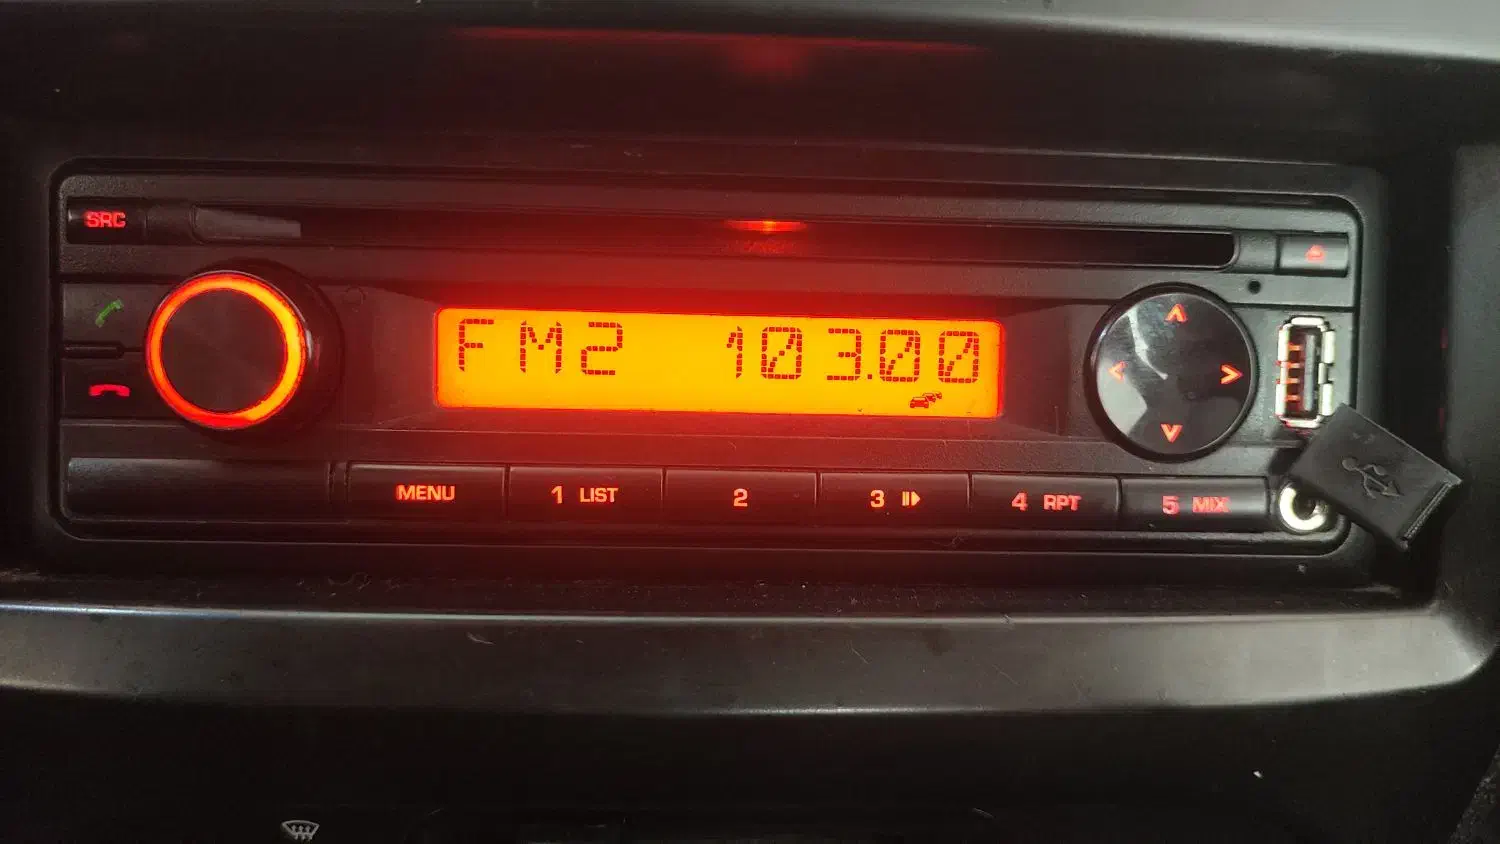 SRC
FM2 103.00
MENU
1 LIST
2
3
4 RPT
5 MIX